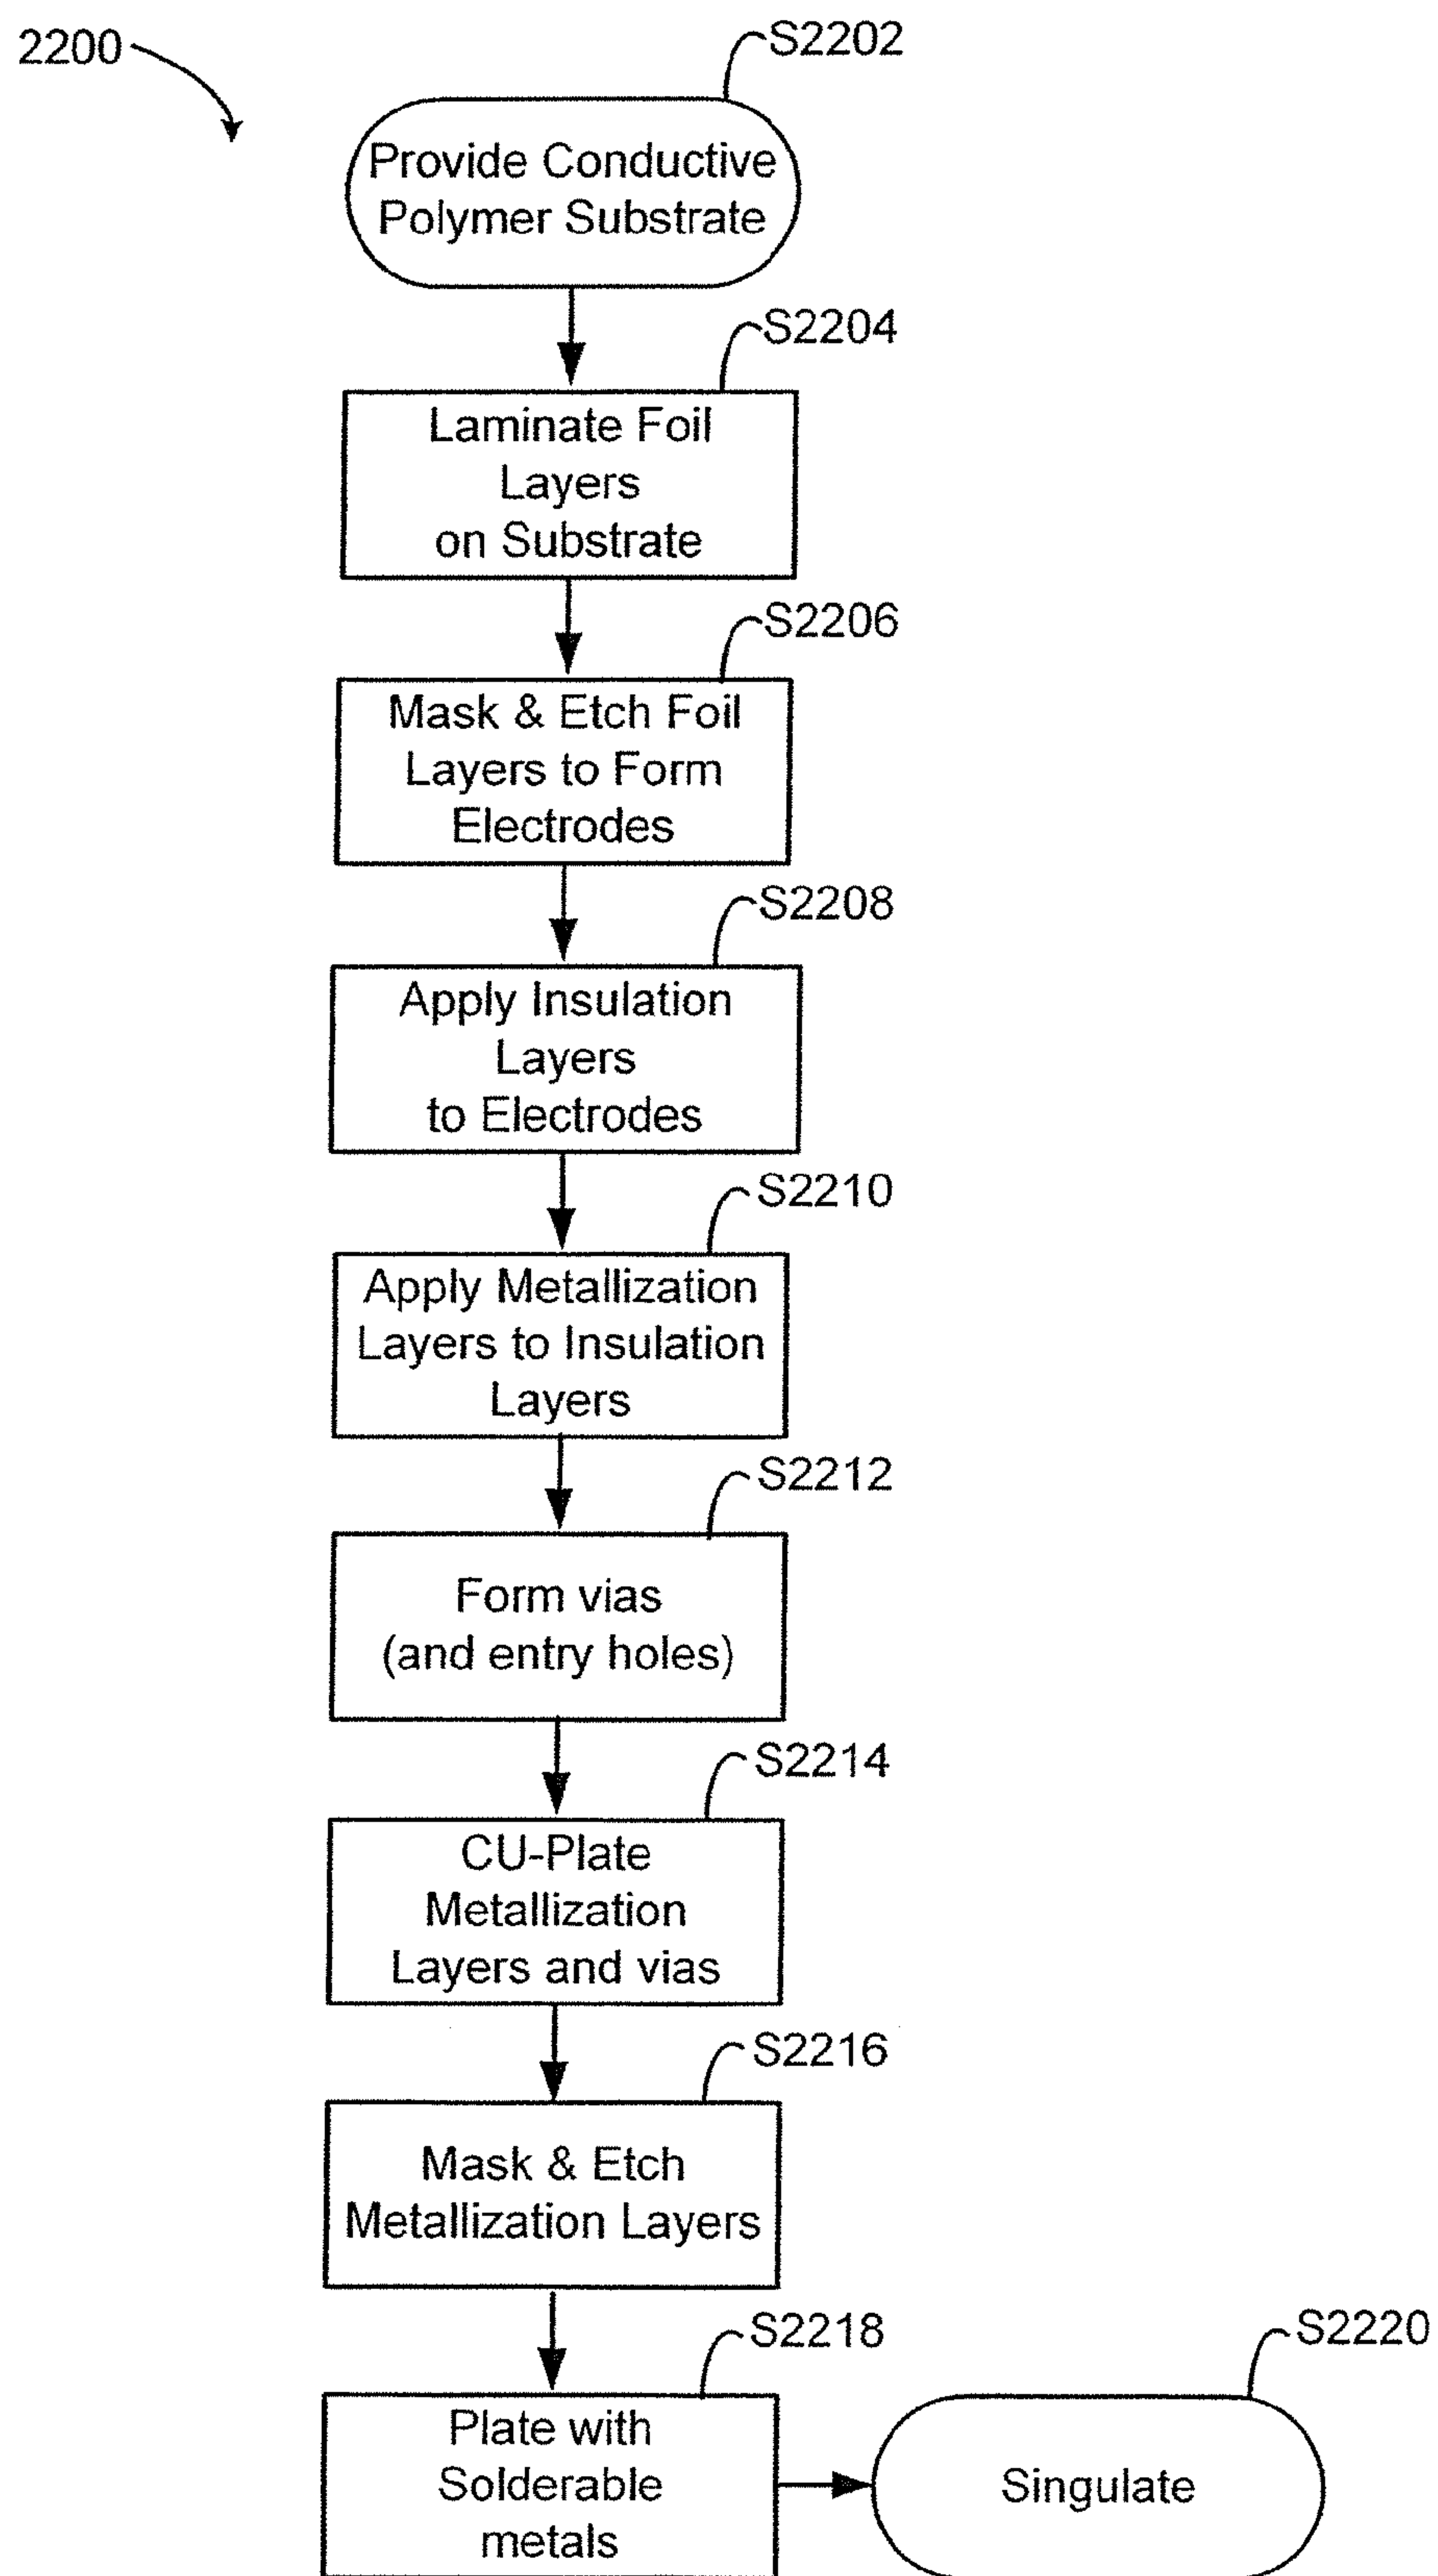 2200
S2202
Provide Conductive
Polymer Substrate
S2204
Laminate Foil
Layers
on Substrate
S2206
Mask & Etch Foil
Layers to Form
Electrodes
S2208
Apply Insulation
Layers
to Electrodes
S2210
Apply Metallization
Layers to Insulation
Layers
S2212
Form vias
(and entry holes)
S2214
CU-Plate
Metallization
Layers and vias
S2216
Mask & Etch
Metallization Layers
S2218
Plate with
Solderable
metals
S2220
Singulate